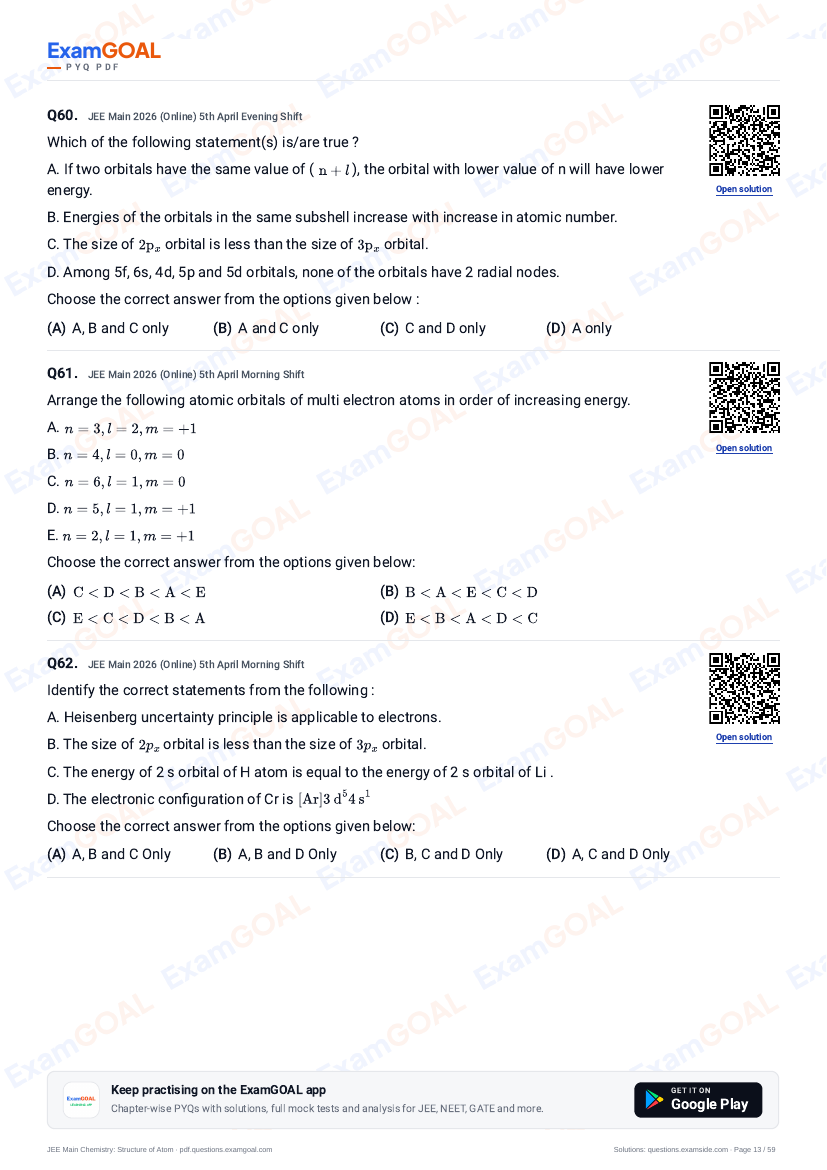 ExamGOAL
PYQ PDF
Q60. JEE Main 2026 (Online) 5th April Evening Shift
Which of the following statement(s) is/are true ?
A. If two orbitals have the same value of ( n + l ), the orbital with lower value of n will have lower
energy.
B. Energies of the orbitals in the same subshell increase with increase in atomic number.
C. The size of 2pₓ orbital is less than the size of 3pₓ orbital.
D. Among 5f, 6s, 4d, 5p and 5d orbitals, none of the orbitals have 2 radial nodes.
Choose the correct answer from the options given below :
(A) A, B and C only (B) A and C only (C) C and D only (D) A only
Open solution
Q61. JEE Main 2026 (Online) 5th April Morning Shift
Arrange the following atomic orbitals of multi electron atoms in order of increasing energy.
A. n = 3, l = 2, m = +1
B. n = 4, l = 0, m = 0
C. n = 6, l = 1, m = 0
D. n = 5, l = 1, m = +1
E. n = 2, l = 1, m = +1
Choose the correct answer from the options given below:
(A) C < D < B < A < E (B) B < A < E < C < D
(C) E < C < D < B < A (D) E < B < A < D < C
Open solution
Q62. JEE Main 2026 (Online) 5th April Morning Shift
Identify the correct statements from the following :
A. Heisenberg uncertainty principle is applicable to electrons.
B. The size of 2pₓ orbital is less than the size of 3pₓ orbital.
C. The energy of 2 s orbital of H atom is equal to the energy of 2 s orbital of Li .
D. The electronic configuration of Cr is [Ar]3 d⁵4 s¹
Choose the correct answer from the options given below:
(A) A, B and C Only (B) A, B and D Only (C) B, C and D Only (D) A, C and D Only
Open solution
Keep practising on the ExamGOAL app
Chapter-wise PYQs with solutions, full mock tests and analysis for JEE, NEET, GATE and more.
GET IT ON
Google Play
JEE Main Chemistry: Structure of Atom · pdf.questions.examgoal.com
Solutions: questions.examside.com · Page 13 / 59